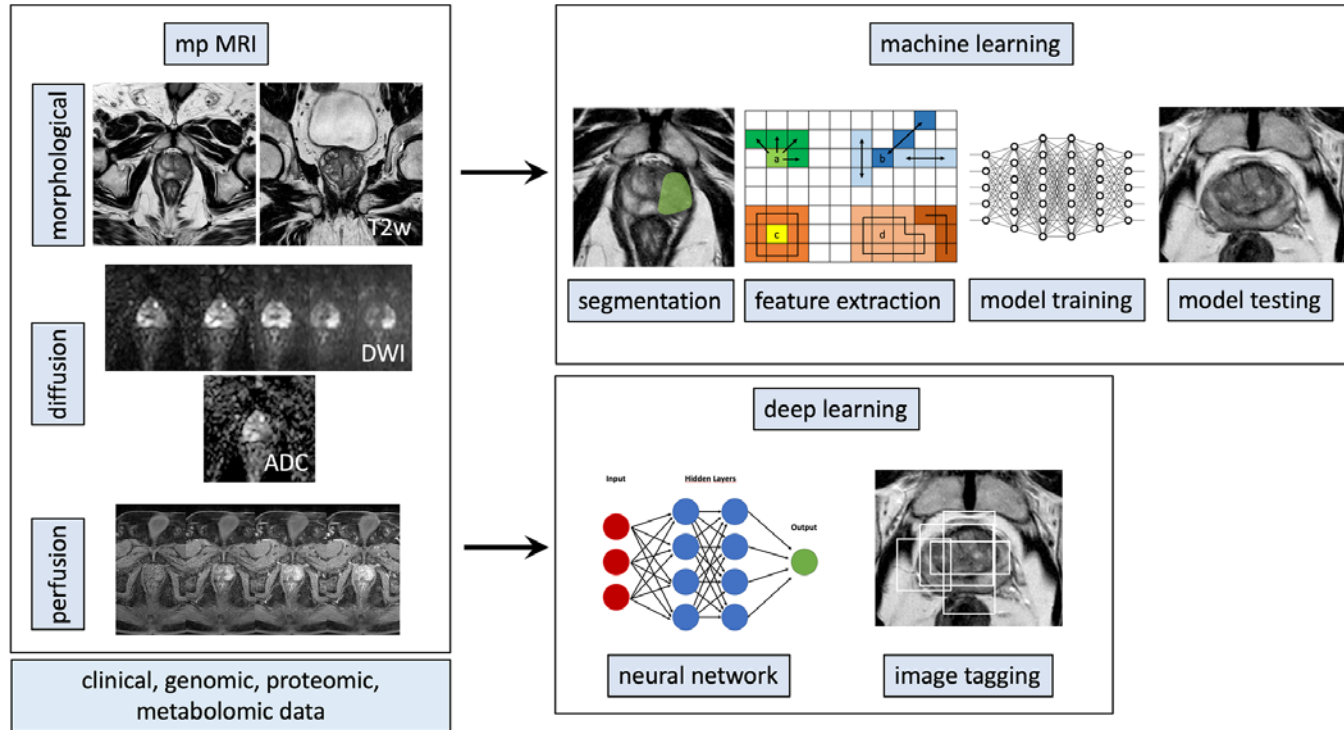 mp MRI
morphological
T2w
diffusion
DWI
ADC
perfusion
clinical, genomic, proteomic,
metabolomic data
machine learning
a
b
c
d
segmentation
feature extraction
model training
model testing
deep learning
Input
Hidden Layers
Output
neural network
image tagging